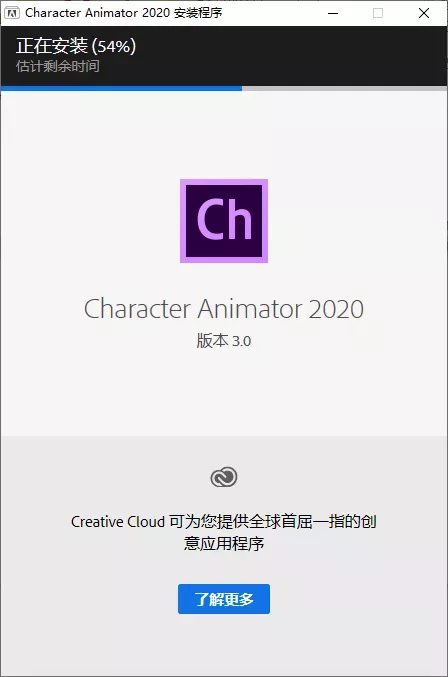 Character Animator 2020 安装程序
正在安装 (54%)
估计剩余时间
Ch
Character Animator 2020
版本 3.0
Creative Cloud 可为您提供全球首屈一指的创
意应用程序
了解更多